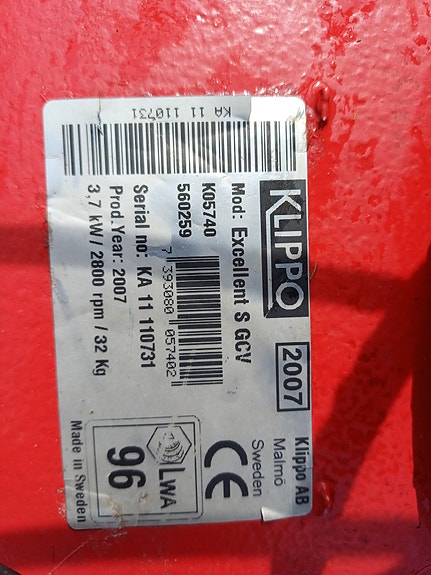 KLIPPO 2007
Klippo AB
Malmö
Sweden
Mod: Excellent S GCV
K05740
560259
7 393080 057402
CE
Serial no: KA 11 110731
Prod.Year: 2007
3,7 kW / 2800 rpm / 32 Kg
LWA
96
Made in Sweden
KA 11 110731